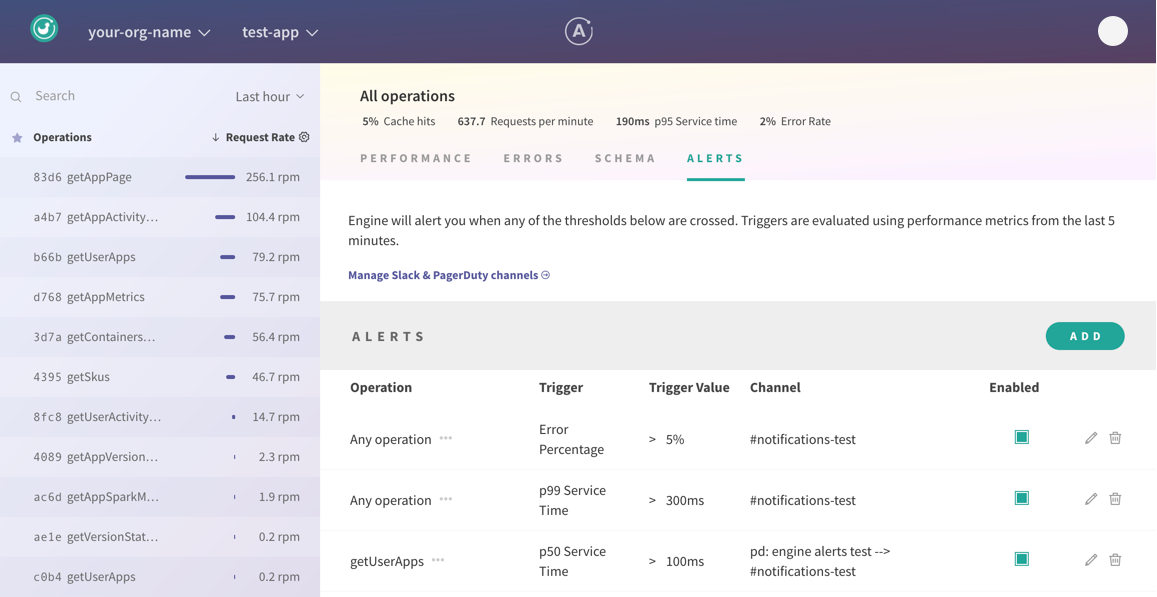 your-org-name
test-app
A
Search
Last hour
Operations
Request Rate
83d6 getAppPage 256.1 rpm
a4b7 getAppActivity… 104.4 rpm
b66b getUserApps 79.2 rpm
d768 getAppMetrics 75.7 rpm
3d7a getContainers… 56.4 rpm
4395 getSkus 46.7 rpm
8fc8 getUserActivity… 14.7 rpm
4089 getAppVersion… 2.3 rpm
ac6d getAppSparkM… 1.9 rpm
ae1e getVersionStat… 0.2 rpm
c0b4 getUserApps 0.2 rpm
All operations
5% Cache hits 637.7 Requests per minute 190ms p95 Service time 2% Error Rate
PERFORMANCE ERRORS SCHEMA ALERTS
Engine will alert you when any of the thresholds below are crossed. Triggers are evaluated using performance metrics from the last 5
minutes.
Manage Slack & PagerDuty channels
ALERTS
ADD
Operation Trigger Trigger Value Channel Enabled
Any operation Error
Percentage > 5% #notifications-test
Any operation p99 Service
Time > 300ms #notifications-test
getUserApps p50 Service
Time > 100ms pd: engine alerts test -->
#notifications-test